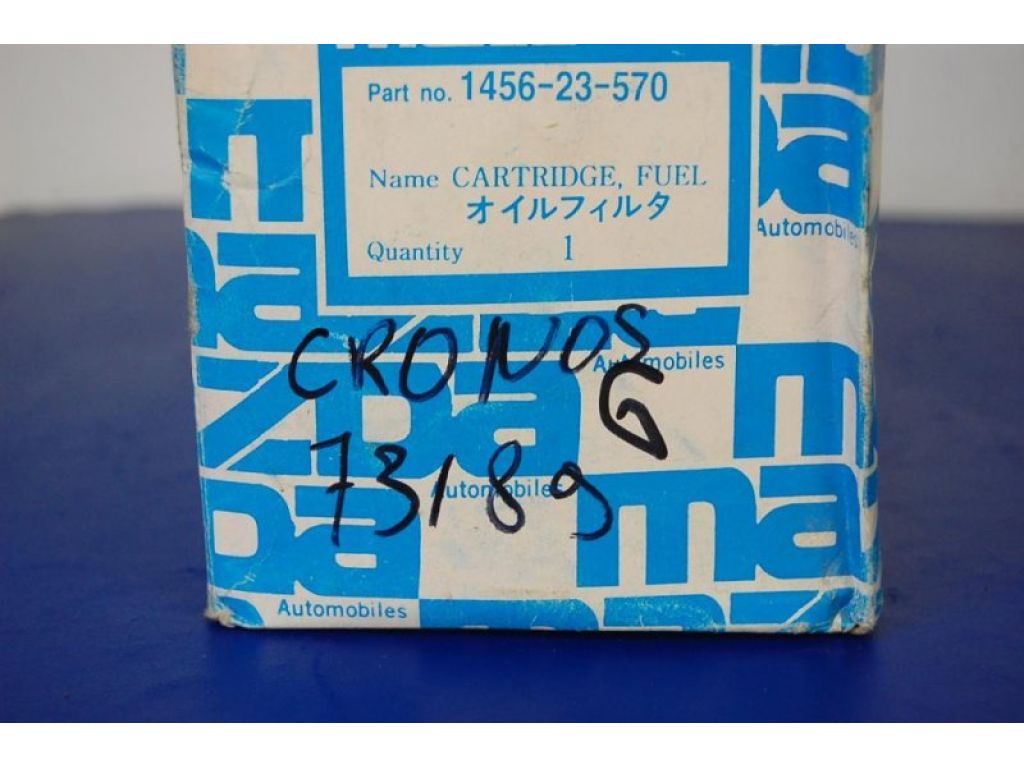 Part no. 1456-23-570
Name CARTRIDGE, FUEL
オイルフィルタ
Quantity 1
Automobiles
CRONOS
Automobiles
G
73189
Automobiles
mazda
Automobiles